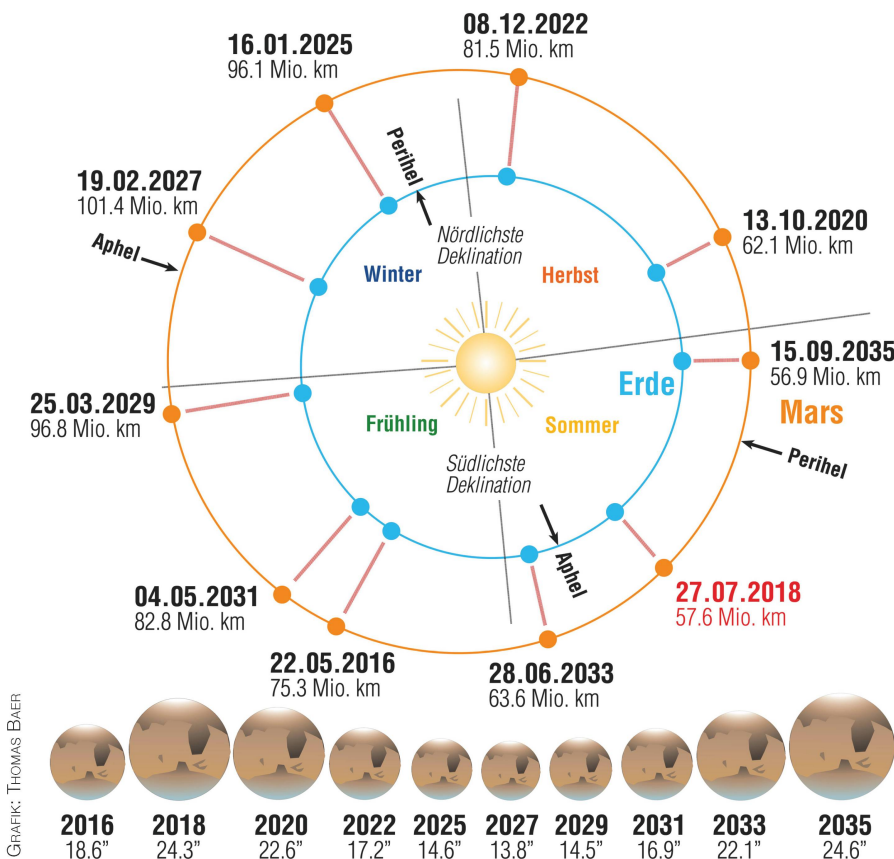 08.12.2022
81.5 Mio. km
16.01.2025
96.1 Mio. km
19.02.2027
101.4 Mio. km
Aphel
Perihel
Nördlichste
Deklination
13.10.2020
62.1 Mio. km
Winter
Herbst
15.09.2035
56.9 Mio. km
Erde
Mars
25.03.2029
96.8 Mio. km
Frühling
Sommer
Südlichste
Deklination
Perihel
Aphel
04.05.2031
82.8 Mio. km
22.05.2016
75.3 Mio. km
28.06.2033
63.6 Mio. km
27.07.2018
57.6 Mio. km
GRAFIK: THOMAS BAER
2016 2018 2020 2022 2025 2027 2029 2031 2033 2035
18.6” 24.3” 22.6” 17.2” 14.6” 13.8” 14.5” 16.9” 22.1” 24.6”